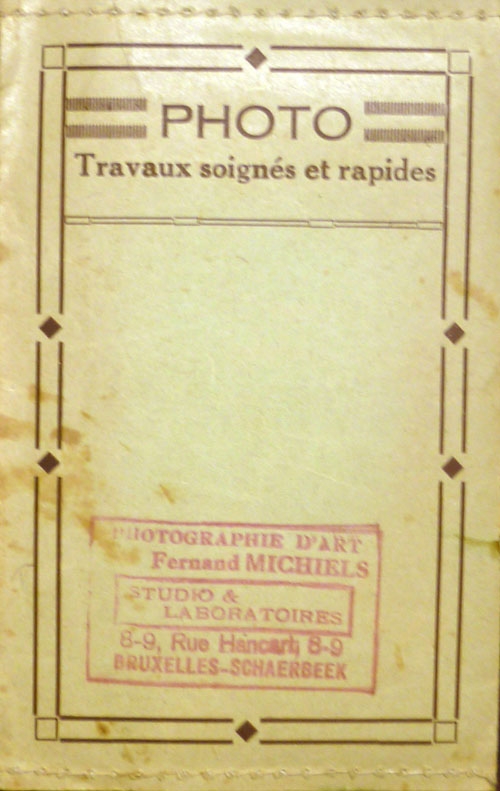 PHOTO
Travaux soignés et rapides
PHOTOGRAPHIE D'ART
Fernand MICHIELS
STUDIO &
LABORATOIRES
8-9, Rue Hancart, 8-9
BRUXELLES-SCHAERBEEK